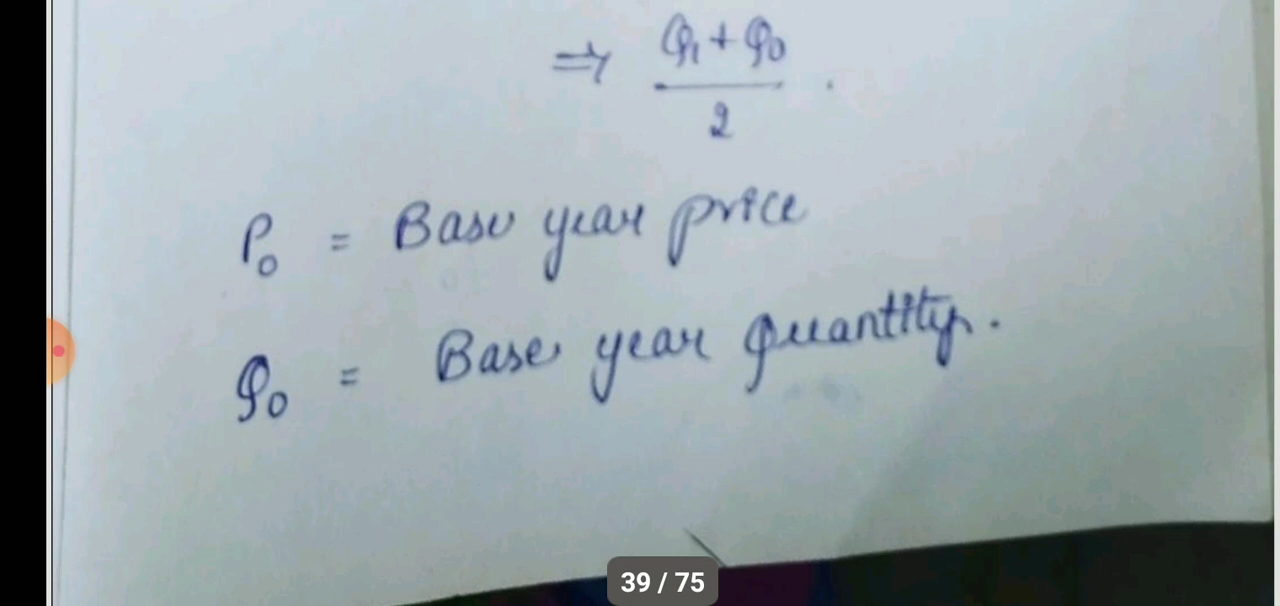 ⇒ Q₁ + Q₀
2 .
P₀ = Base year price
Q₀ = Base year quantity.
39 / 75